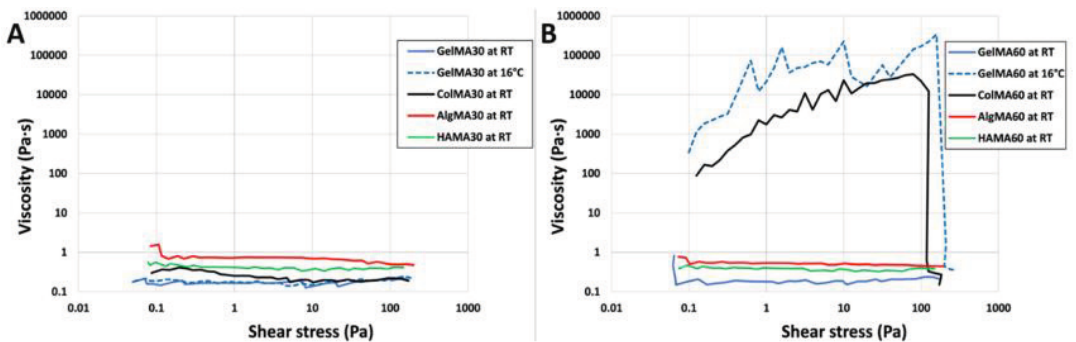 A
1000000
100000
10000
1000
100
10
1
0.1
Viscosity (Pa·s)
0.01
0.1
1
10
100
1000
Shear stress (Pa)
GelMA30 at RT
GelMA30 at 16°C
ColMA30 at RT
AlgMA30 at RT
HAMA30 at RT
B
1000000
100000
10000
1000
100
10
1
0.1
Viscosity (Pa·s)
0.01
0.1
1
10
100
1000
Shear stress (Pa)
GelMA60 at RT
GelMA60 at 16°C
ColMA60 at RT
AlgMA60 at RT
HAMA60 at RT